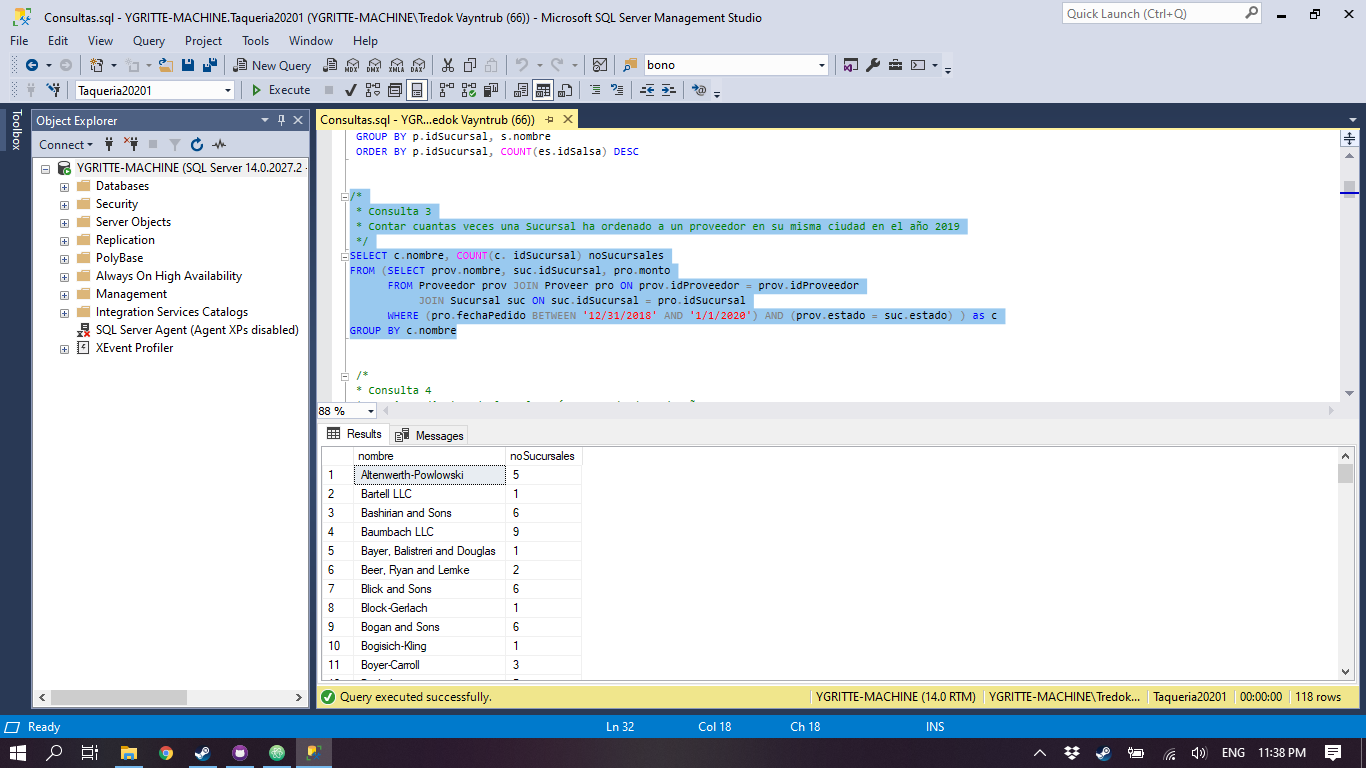 Consultas.sql - YGRITTE-MACHINE.Taqueria20201 (YGRITTE-MACHINE\Tredok Vayntrub (66)) - Microsoft SQL Server Management Studio
Quick Launch (Ctrl+Q)
File Edit View Query Project Tools Window Help
New Query MDX DMX XMLA DAX bono
Taqueria20201 Execute
Toolbox
Object Explorer
Connect
YGRITTE-MACHINE (SQL Server 14.0.2027.2 -
Databases
Security
Server Objects
Replication
PolyBase
Always On High Availability
Management
Integration Services Catalogs
SQL Server Agent (Agent XPs disabled)
XEvent Profiler
Consultas.sql - YGR...edok Vayntrub (66))
GROUP BY p.idSucursal, s.nombre
ORDER BY p.idSucursal, COUNT(es.idSalsa) DESC
/*
* Consulta 3
* Contar cuantas veces una Sucursal ha ordenado a un proveedor en su misma ciudad en el año 2019
*/
SELECT c.nombre, COUNT(c. idSucursal) noSucursales
FROM (SELECT prov.nombre, suc.idSucursal, pro.monto
FROM Proveedor prov JOIN Proveer pro ON prov.idProveedor = prov.idProveedor
JOIN Sucursal suc ON suc.idSucursal = pro.idSucursal
WHERE (pro.fechaPedido BETWEEN '12/31/2018' AND '1/1/2020') AND (prov.estado = suc.estado) ) as c
GROUP BY c.nombre
/*
* Consulta 4
88 %
Results Messages
nombre noSucursales
1 Altenwerth-Powlowski 5
2 Bartell LLC 1
3 Bashirian and Sons 6
4 Baumbach LLC 9
5 Bayer, Balistreri and Douglas 1
6 Beer, Ryan and Lemke 2
7 Blick and Sons 6
8 Block-Gerlach 1
9 Bogan and Sons 6
10 Bogisich-Kling 1
11 Boyer-Carroll 3
Query executed successfully. YGRITTE-MACHINE (14.0 RTM) YGRITTE-MACHINE\Tredok... Taqueria20201 00:00:00 118 rows
Ready Ln 32 Col 18 Ch 18 INS
ENG 11:38 PM